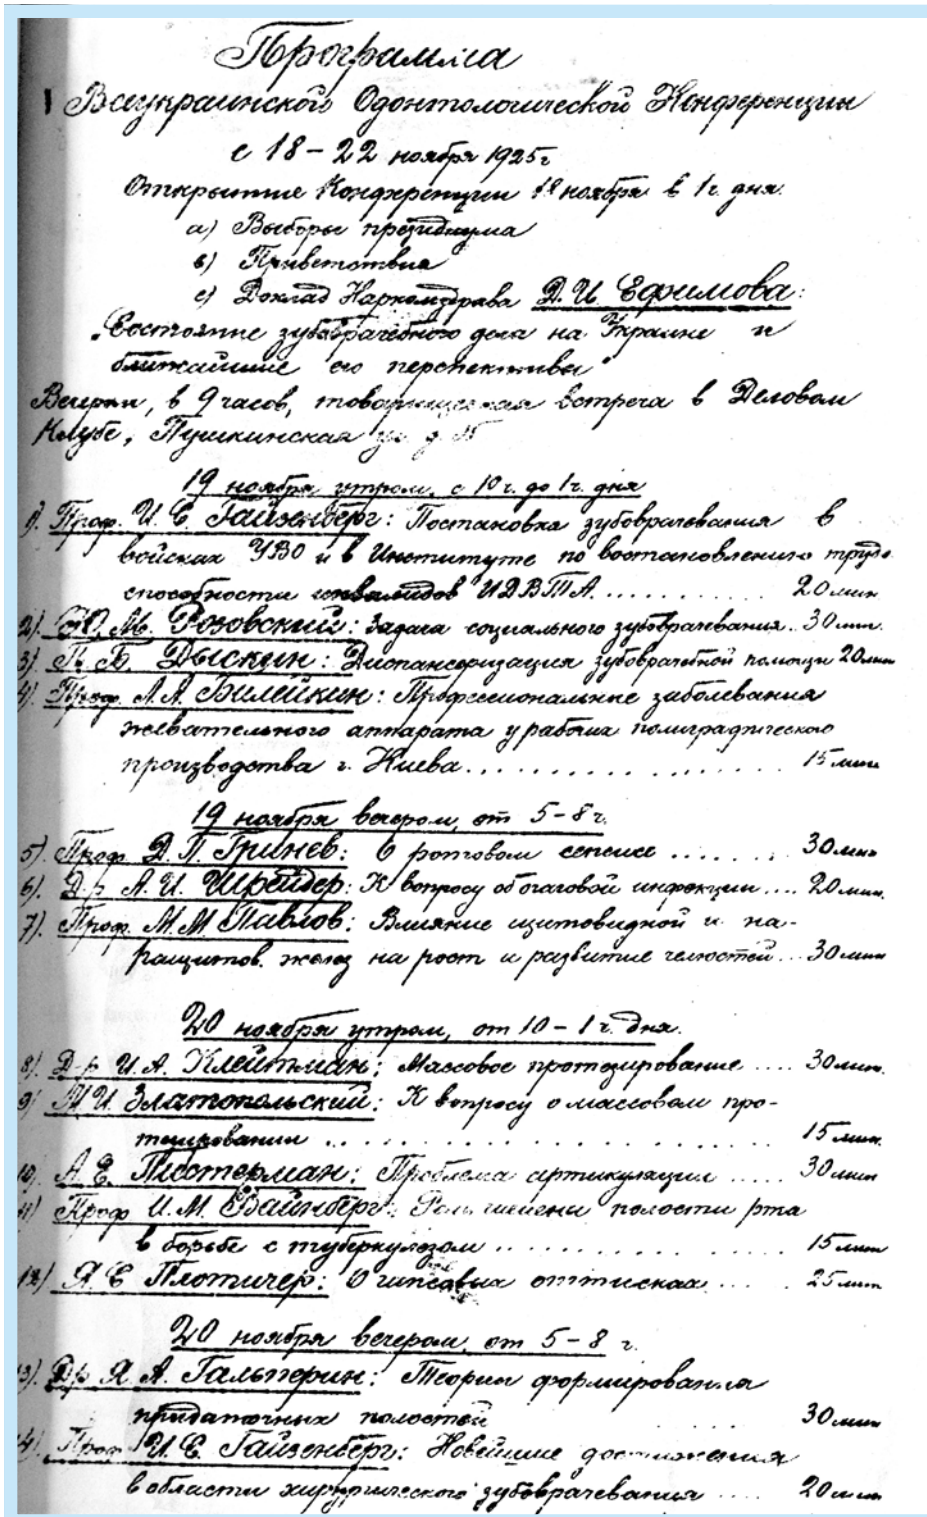 Программа
I Всеукраинской Одонтологической Конференции
с 18-22 ноября 1925г
Открытие Конференции 18 ноября в 1 г. дня.
а) Выборы президиума
в) Приветствия
с) Доклад Наркомздрава Д. И. Ефимова:
„Состояние зубоврачебного дела на Украине и
ближайшие его перспективы"
Вечером, в 9 часов, товарищеская встреча в Деловом
Клубе, Пушкинская ул. д.
19 ноября утром, с 10 г. до 1 г. дня
1). Проф. И. Е. Гайзенберг: Постановка зубоврачевания в
войсках УВО и в Институте по востановлению трудо-
способности инвалидов ИДВТА. ........... 20 мин
2). Ю. М. Розовский: Задача социального зубоврачевания.. 30 мин.
3). П. Б. Дыскин: Диспансеризация зубоврачебной помощи 20 мин
4). Проф. А. А. Билейкин: Профессиональные заболевания
жевательного аппарата у рабочих полиграфического
производства г. Киева.................... 15 мин
19 ноября вечером, от 5-8 г.
5). Проф. Д. П. Гринев: О ротовом сепсисе ....... 30 мин
6). Д-р А. И. Шрейдер: К вопросу об очаговой инфекции.... 20 мин.
7). Проф. М. М. Павлов: Влияние щитовидной и па-
ращитов. желез на рост и развитие челюстей... 30 мин
20 ноября утром, от 10-1 г. дня.
8). Д-р И. А. Клейтман: Массовое протезирование .... 30 мин.
9) М. И. Златопольский: К вопросу о массовом про-
тезировании ........................ 15 мин.
10). А. Е. Либтерман: Проблема артикуляции ..... 30 мин
11) Проф. И. М. Вайнберг: Роль гигиены полости рта
в борьбе с туберкулезом .................. 15 мин
12) Я. Е. Плотичер: О гипсовых оттисках ..... 25 мин
20 ноября вечером, от 5-8 г.
13). Д-р Я. А. Гальперин: Теория формирования
придаточных полостей 30 мин
14). Проф. И. Е. Гайзенберг: Новейшие достижения
в области хирургического зубоврачевания .... 20 мин